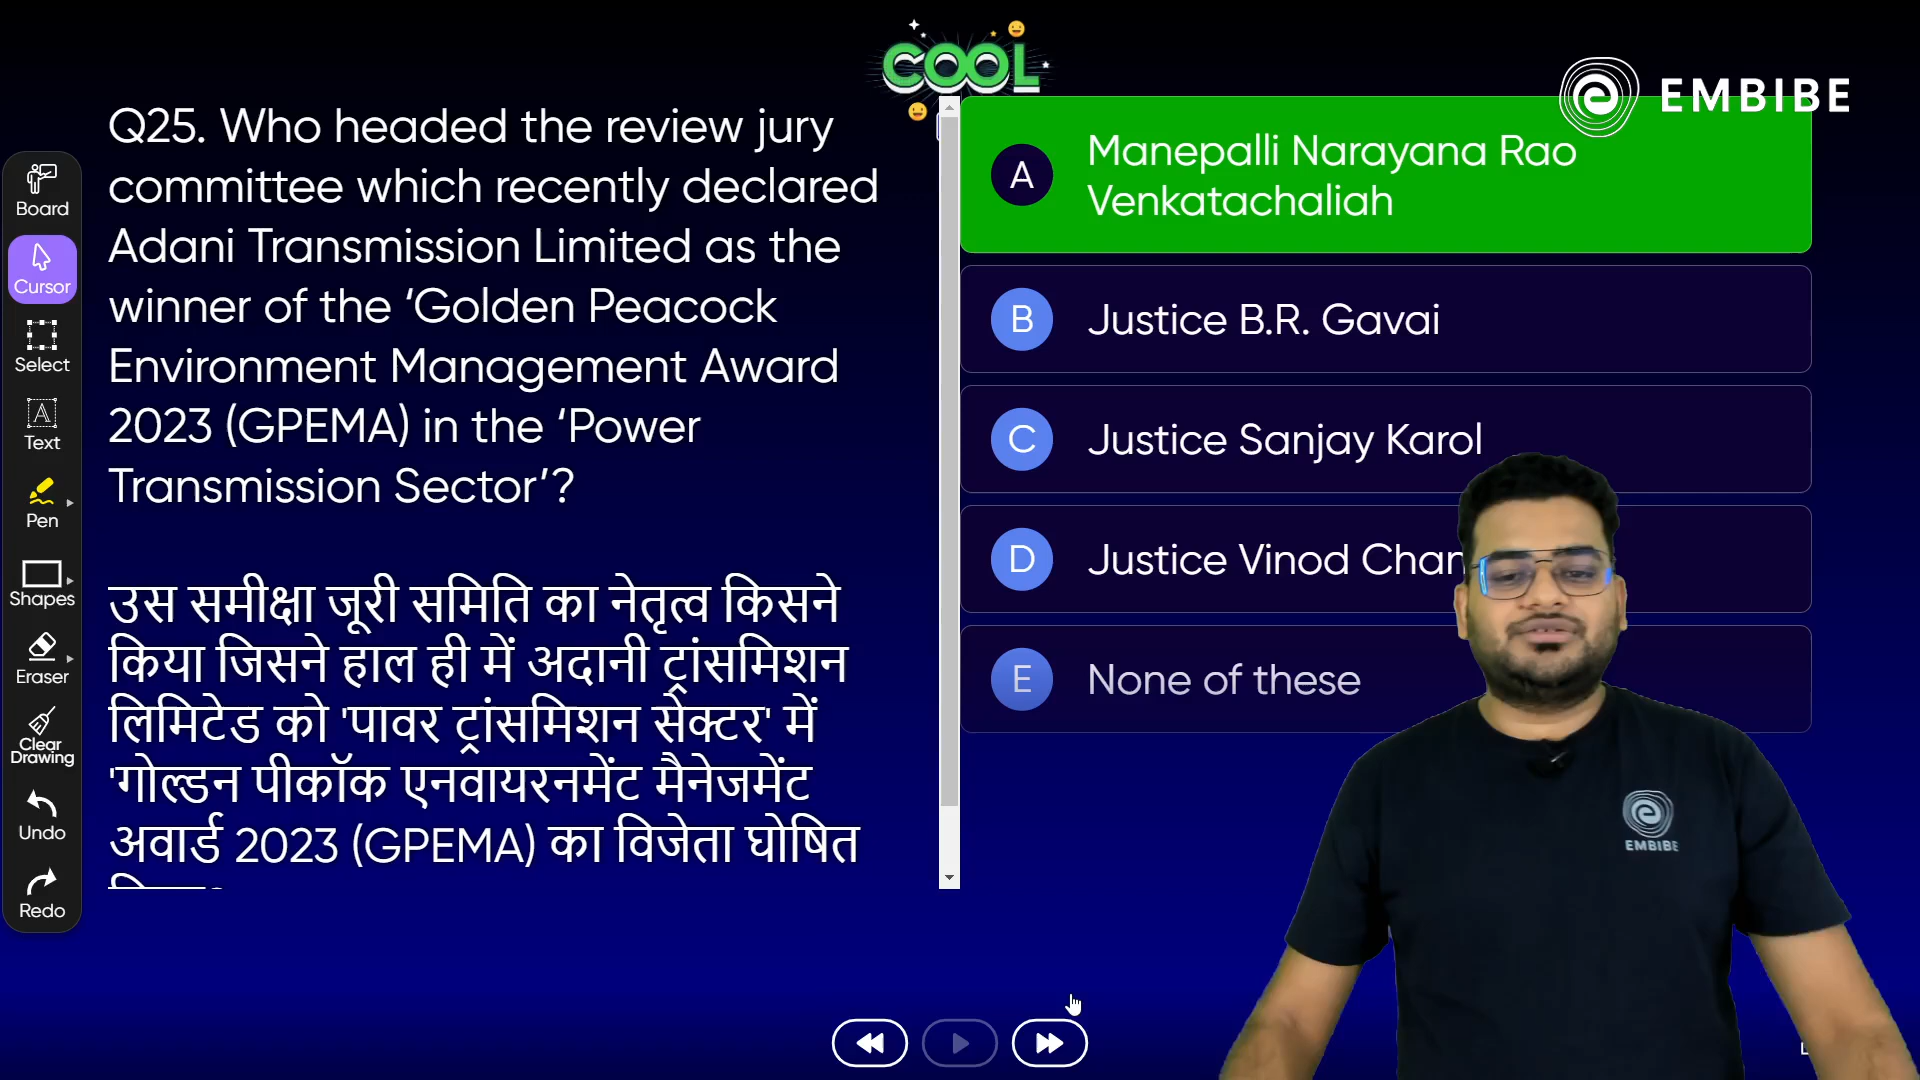 COOL
EMBIBE
Q25. Who headed the review jury
committee which recently declared
Adani Transmission Limited as the
winner of the ‘Golden Peacock
Environment Management Award
2023 (GPEMA) in the ‘Power
Transmission Sector’?
उस समीक्षा जूरी समिति का नेतृत्व किसने
किया जिसने हाल ही में अदानी ट्रांसमिशन
लिमिटेड को 'पावर ट्रांसमिशन सेक्टर' में
'गोल्डन पीकॉक एनवायरनमेंट मैनेजमेंट
अवार्ड 2023 (GPEMA) का विजेता घोषित
A
Manepalli Narayana Rao
Venkatachaliah
B Justice B.R. Gavai
C Justice Sanjay Karol
D Justice Vinod
E None of these
Board
Cursor
Select
Text
Pen
Shapes
Eraser
Clear
Drawing
Undo
Redo
EMBIBE